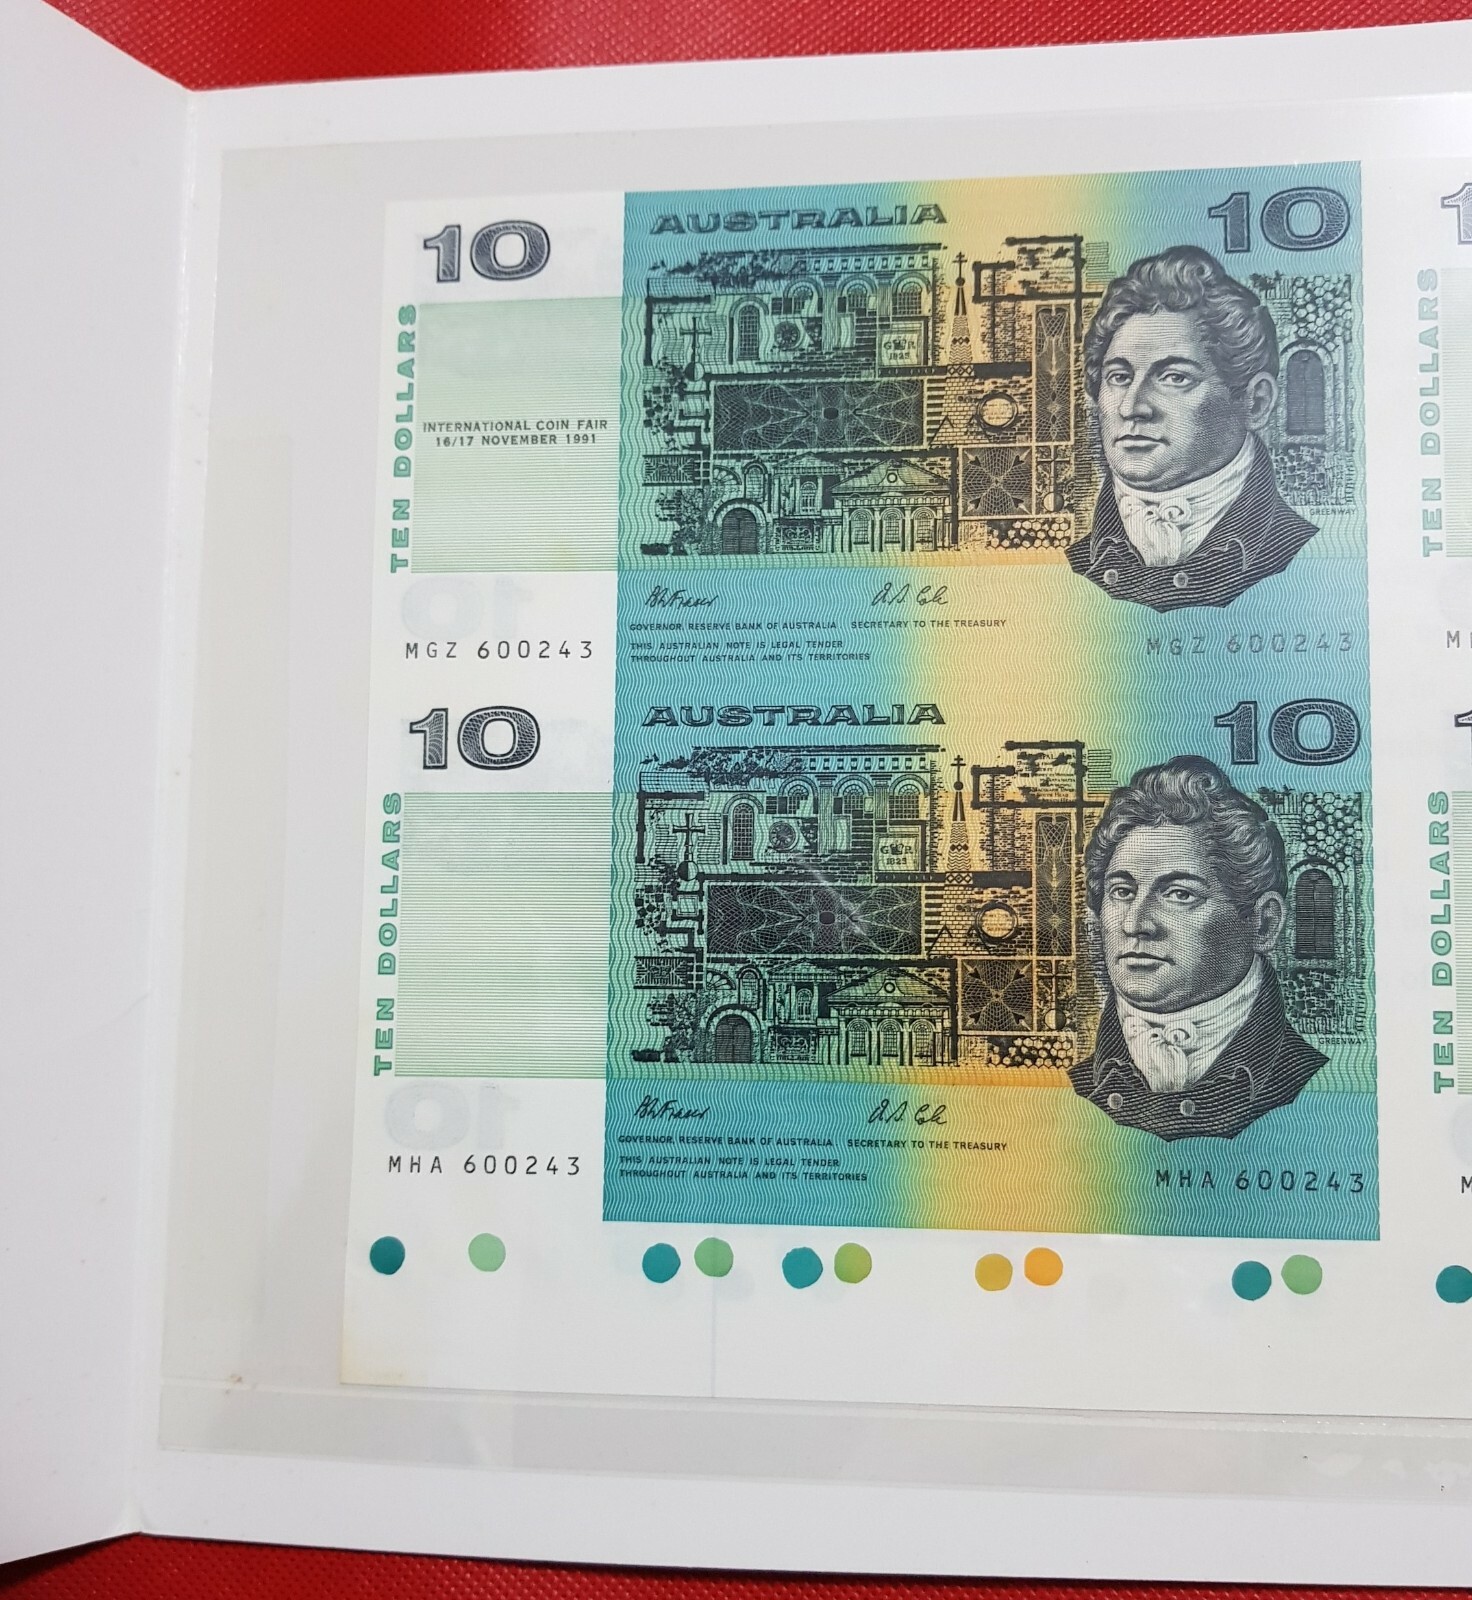 10
AUSTRALIA
10
TEN DOLLARS
INTERNATIONAL COIN FAIR
16/17 NOVEMBER 1991
G R
1823
GREENWAY
GOVERNOR, RESERVE BANK OF AUSTRALIA
SECRETARY TO THE TREASURY
THIS AUSTRALIAN NOTE IS LEGAL TENDER
THROUGHOUT AUSTRALIA AND ITS TERRITORIES
MGZ 600243
MGZ 600243
TEN DOLLARS
10
AUSTRALIA
10
TEN DOLLARS
G R
1823
GREENWAY
GOVERNOR, RESERVE BANK OF AUSTRALIA
SECRETARY TO THE TREASURY
THIS AUSTRALIAN NOTE IS LEGAL TENDER
THROUGHOUT AUSTRALIA AND ITS TERRITORIES
MHA 600243
MHA 600243
TEN DOLLARS